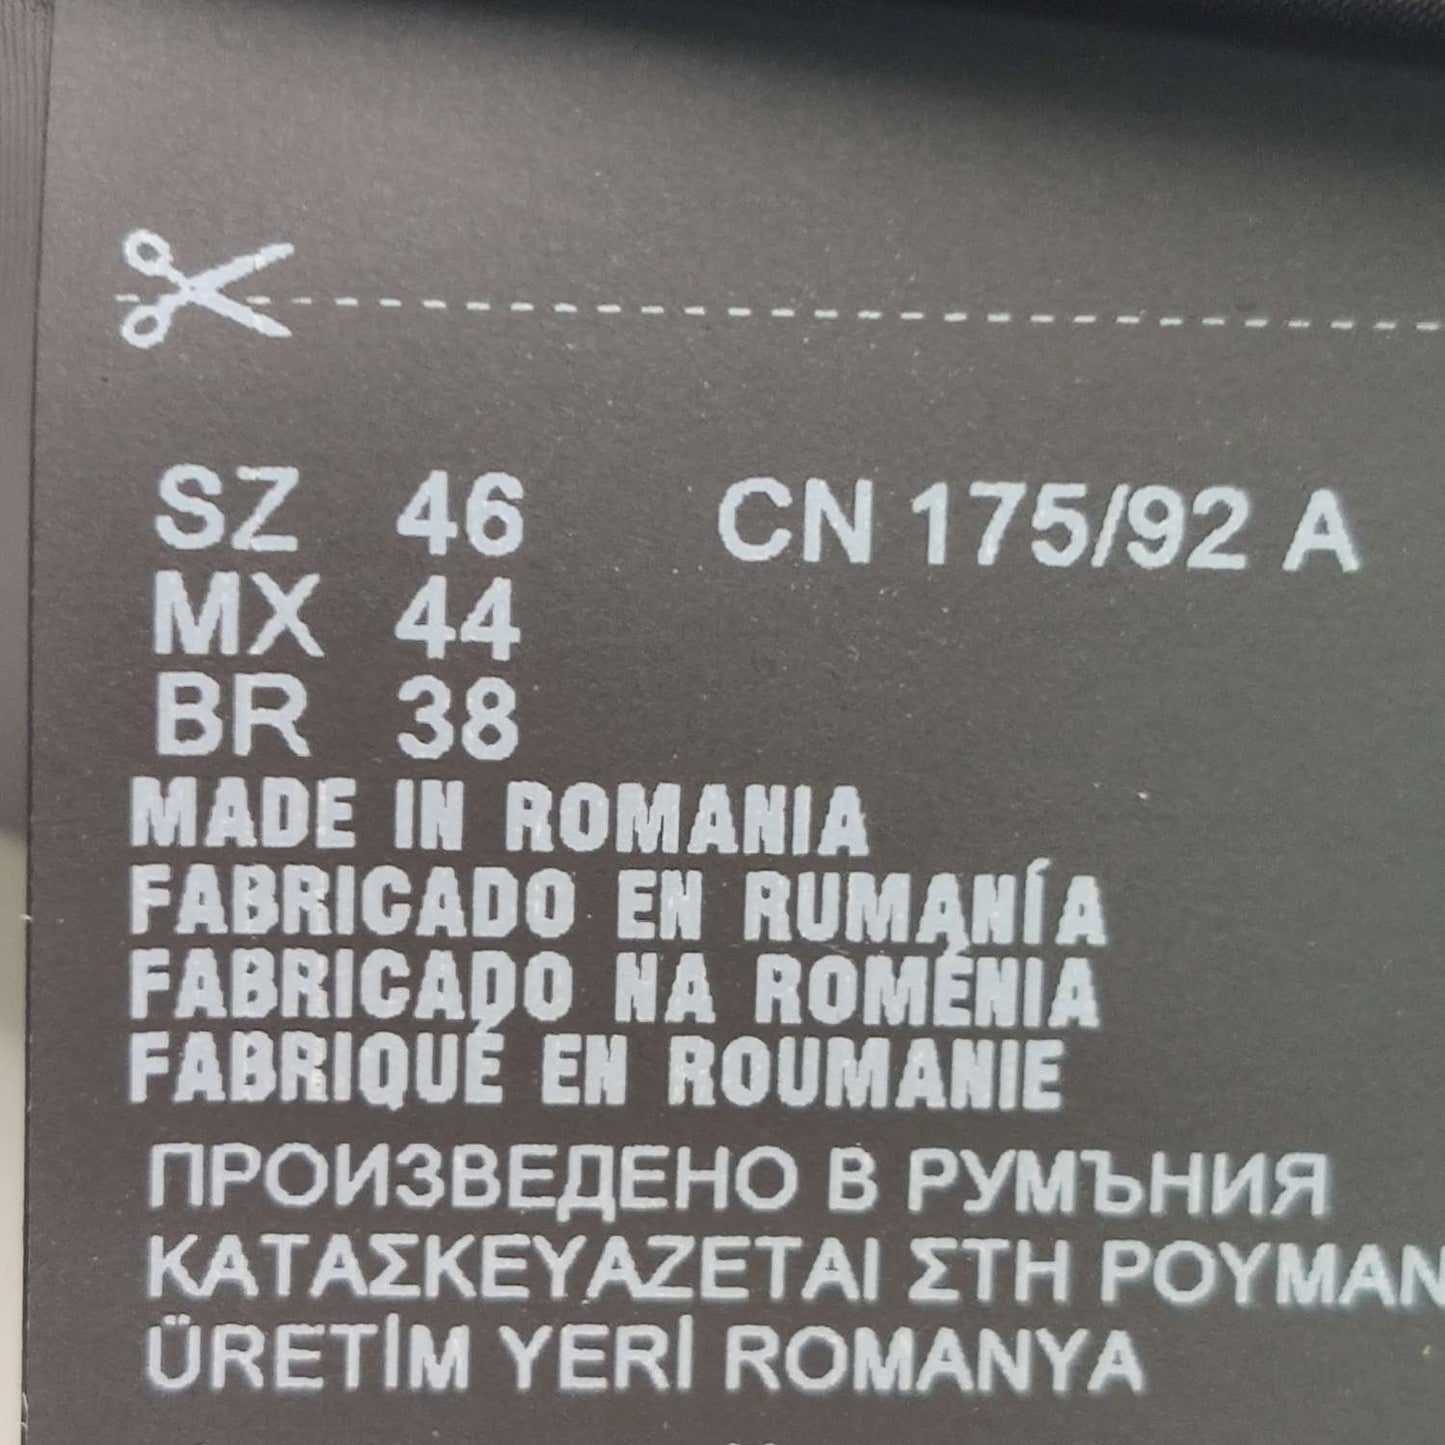 SZ 46 CN 175/92 A
MX 44
BR 38
MADE IN ROMANIA
FABRICADO EN RUMANÍA
FABRICADO NA ROMÉNIA
FABRIQUÉ EN ROUMANIE
ПРОИЗВЕДЕНО В РУМЪНИЯ
ΚΑΤΑΣΚΕΥΑΖΕΤΑΙ ΣΤΗ ΡΟΥΜΑΝ
ÜRETİM YERİ ROMANYA